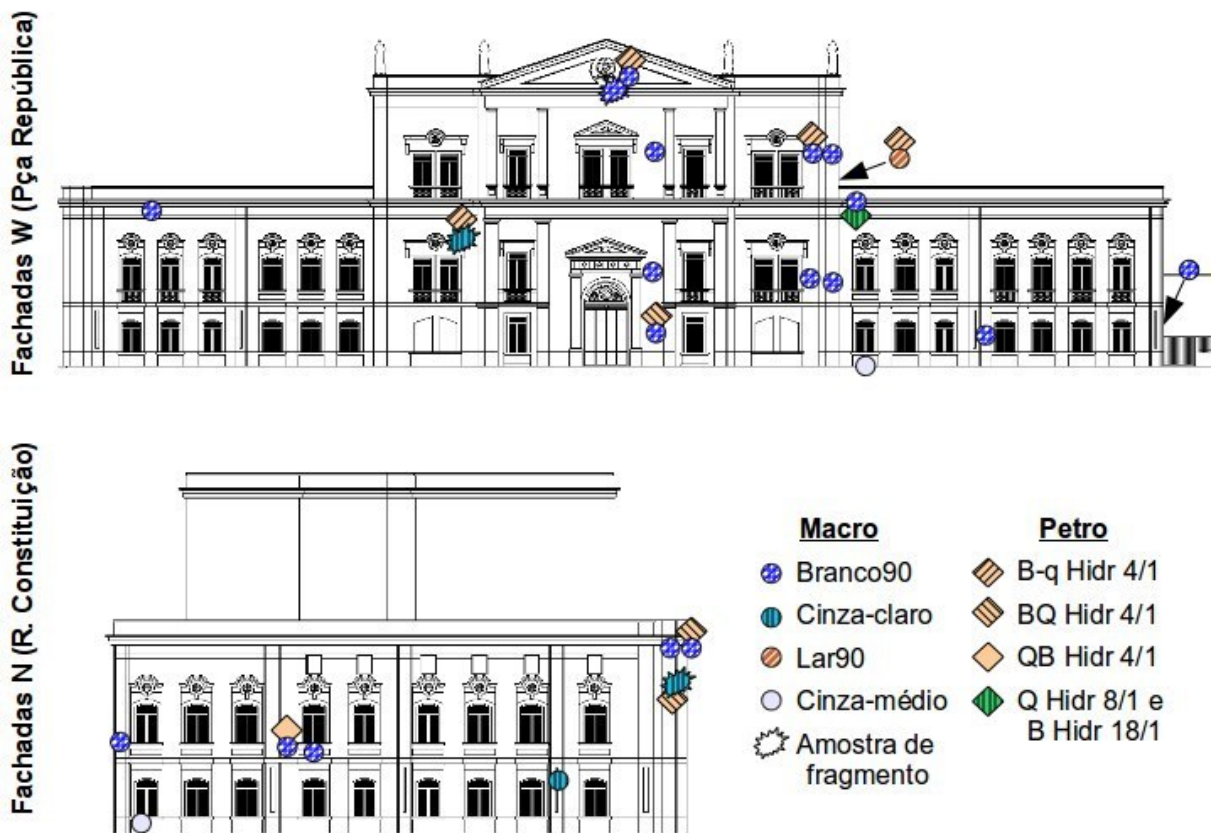 Fachadas W (Pça República)
Fachadas N (R. Constituição)
Macro
Branco90
Cinza-claro
Lar90
Cinza-médio
Amostra de
fragmento
Petro
B-q Hidr 4/1
BQ Hidr 4/1
QB Hidr 4/1
Q Hidr 8/1 e
B Hidr 18/1